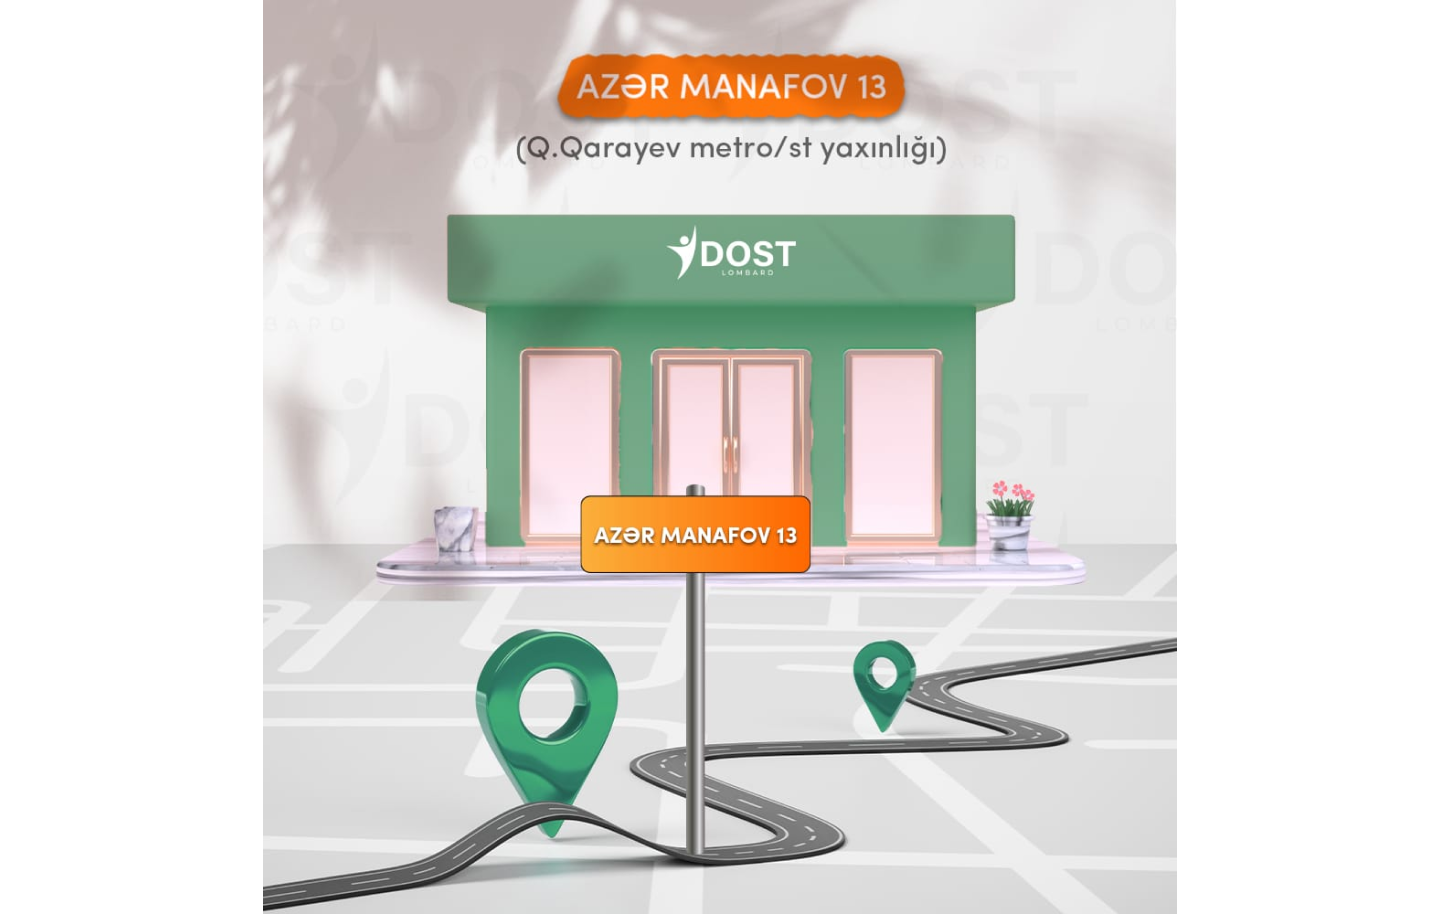 AZƏR MANAFOV 13
(Q.Qarayev metro/st yaxınlığı)
DOST
LOMBARD
AZƏR MANAFOV 13